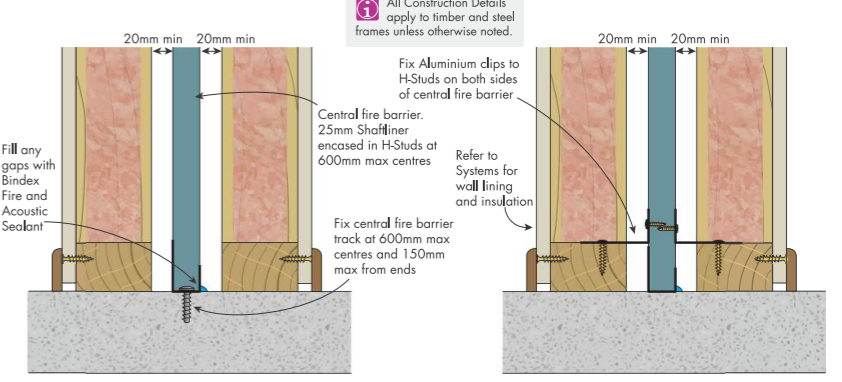 All Construction Details
apply to timber and steel
frames unless otherwise noted.
20mm min
20mm min
Central fire barrier.
25mm Shaftliner
encased in H-Studs at
600mm max centres
Fill any
gaps with
Bindex
Fire and
Acoustic
Sealant
Fix central fire barrier
track at 600mm max
centres and 150mm
max from ends
20mm min
20mm min
Fix Aluminium clips to
H-Studs on both sides
of central fire barrier
Refer to
Systems for
wall lining
and insulation